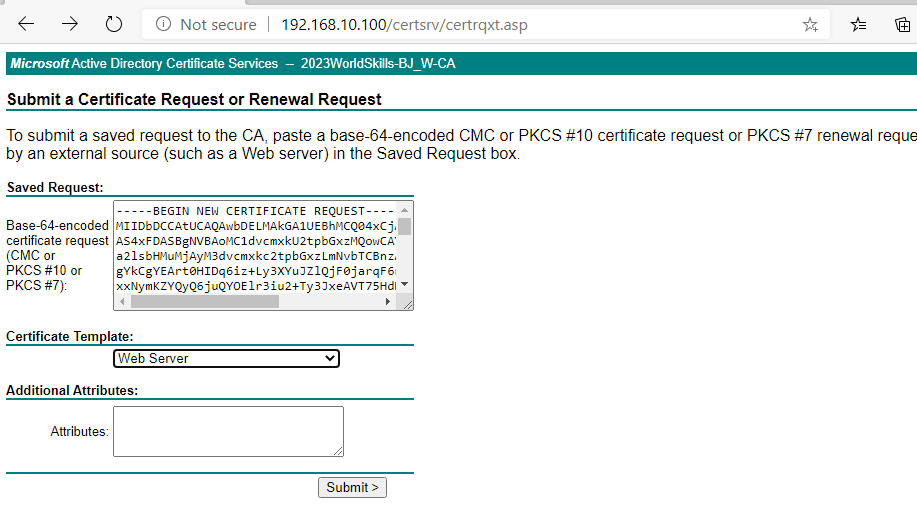 Not secure | 192.168.10.100/certsrv/certrqxt.asp
Microsoft Active Directory Certificate Services -- 2023WorldSkills-BJ_W-CA
Submit a Certificate Request or Renewal Request
To submit a saved request to the CA, paste a base-64-encoded CMC or PKCS #10 certificate request or PKCS #7 renewal reque
by an external source (such as a Web server) in the Saved Request box.
Saved Request:
Base-64-encoded
certificate request
(CMC or
PKCS #10 or
PKCS #7):
-----BEGIN NEW CERTIFICATE REQUEST----
MIIDbDCCAtUCAQAwbDELMAkGA1UEBhMCQ04xCjA
AS4xFDASBgNVBAoMC1dvcmxkU2tpbGxzMQowCA
a2lsbHMuMjAyM3dvcmxkc2tpbGxzLmNvbTCBnz
gYkCgYEArt0HIDq6iz+Ly3XYuJZlQjF0jarqF6
xxNymKZYQyQ6juQYOElr3iu2+Ty3JxeAVT75Hd
Certificate Template:
Web Server
Additional Attributes:
Attributes:
Submit >